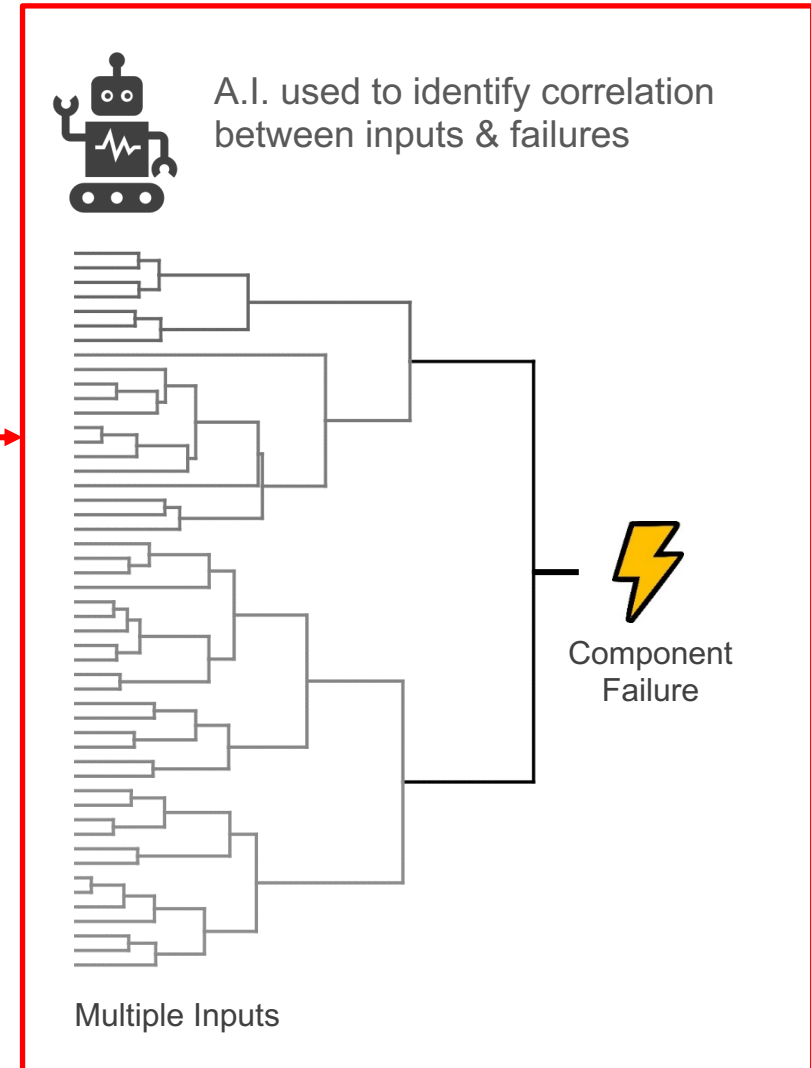 A.I. used to identify correlation
between inputs & failures
Component
Failure
Multiple Inputs